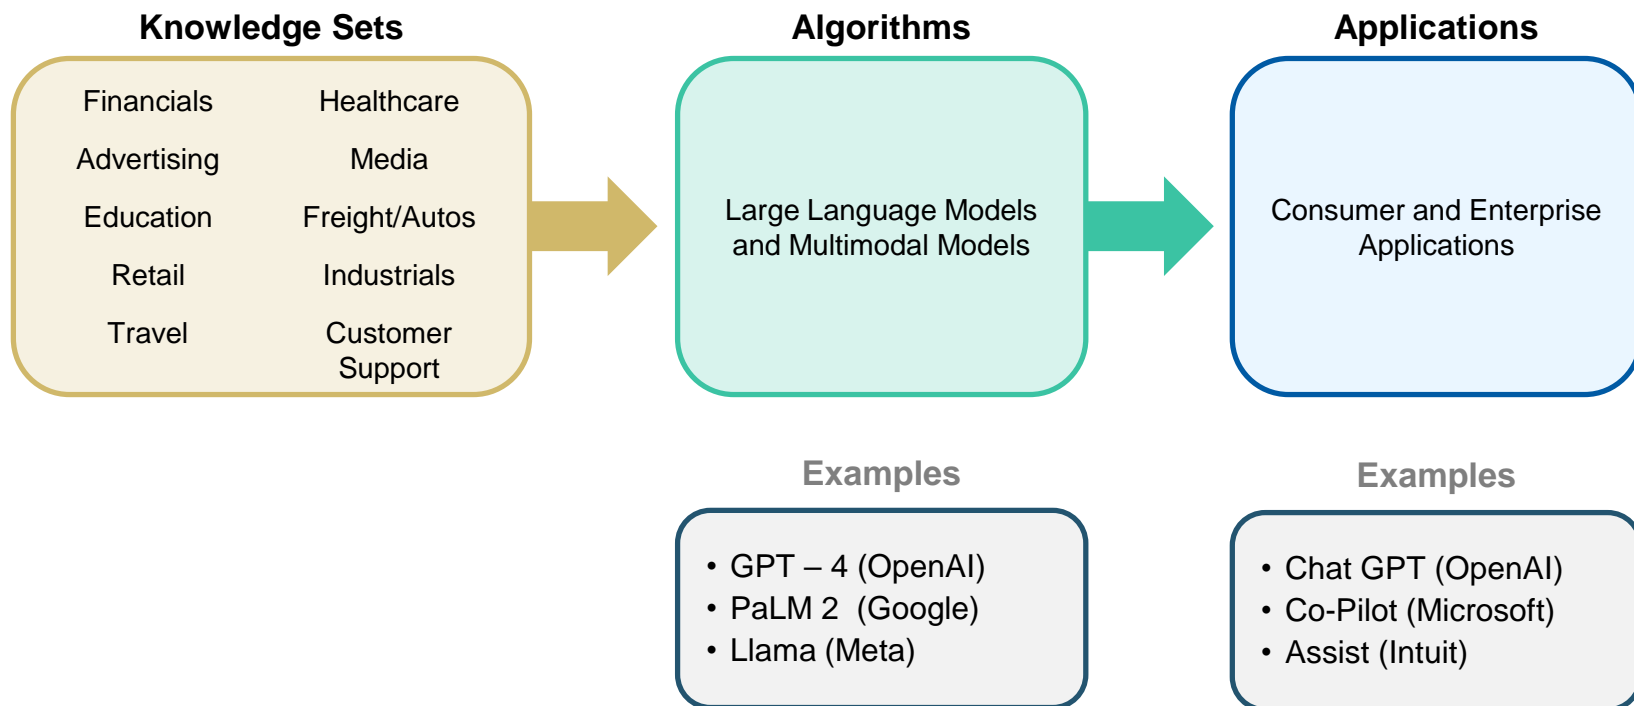 Knowledge Sets
Financials
Healthcare
Advertising
Media
Education
Freight/Autos
Retail
Industrials
Travel
Customer
Support
Algorithms
Large Language Models
and Multimodal Models
Applications
Consumer and Enterprise
Applications
Examples
• GPT – 4 (OpenAI)
• PaLM 2  (Google)
• Llama (Meta)
Examples
• Chat GPT (OpenAI)
• Co-Pilot (Microsoft)
• Assist (Intuit)